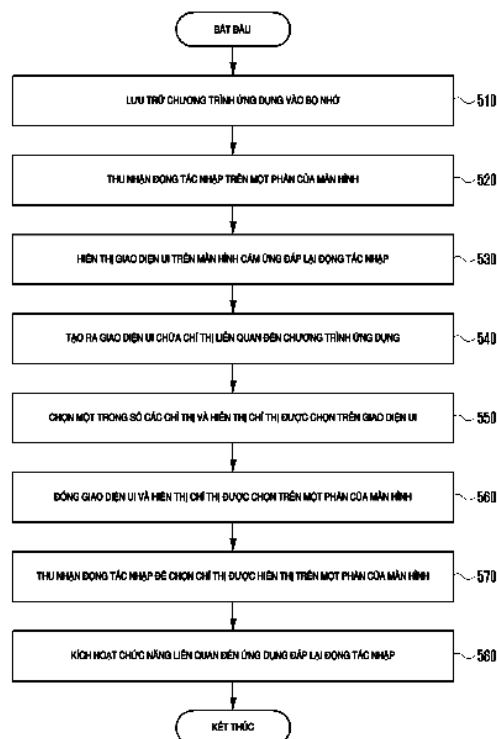 BẮT ĐẦU
LƯU TRỮ CHƯƠNG TRÌNH ỨNG DỤNG VÀO BỘ NHỚ
510
THU NHẬN ĐỘNG TÁC NHẬP TRÊN MỘT PHẦN CỦA MÀN HÌNH
520
HIỂN THỊ GIAO DIỆN UI TRÊN MÀN HÌNH CẢM ỨNG ĐÁP LẠI ĐỘNG TÁC NHẬP
530
TẠO RA GIAO DIỆN UI CHỨA CHỈ THỊ LIÊN QUAN ĐẾN CHƯƠNG TRÌNH ỨNG DỤNG
540
CHỌN MỘT TRONG SỐ CÁC CHỈ THỊ VÀ HIỂN THỊ CHỈ THỊ ĐƯỢC CHỌN TRÊN GIAO DIỆN UI
550
ĐÓNG GIAO DIỆN UI VÀ HIỂN THỊ CHỈ THỊ ĐƯỢC CHỌN TRÊN MỘT PHẦN CỦA MÀN HÌNH
560
THU NHẬN ĐỘNG TÁC NHẬP ĐỂ CHỌN CHỈ THỊ ĐƯỢC HIỂN THỊ TRÊN MỘT PHẦN CỦA MÀN HÌNH
570
KÍCH HOẠT CHỨC NĂNG LIÊN QUAN ĐẾN ỨNG DỤNG ĐÁP LẠI ĐỘNG TÁC NHẬP
560
KẾT THÚC